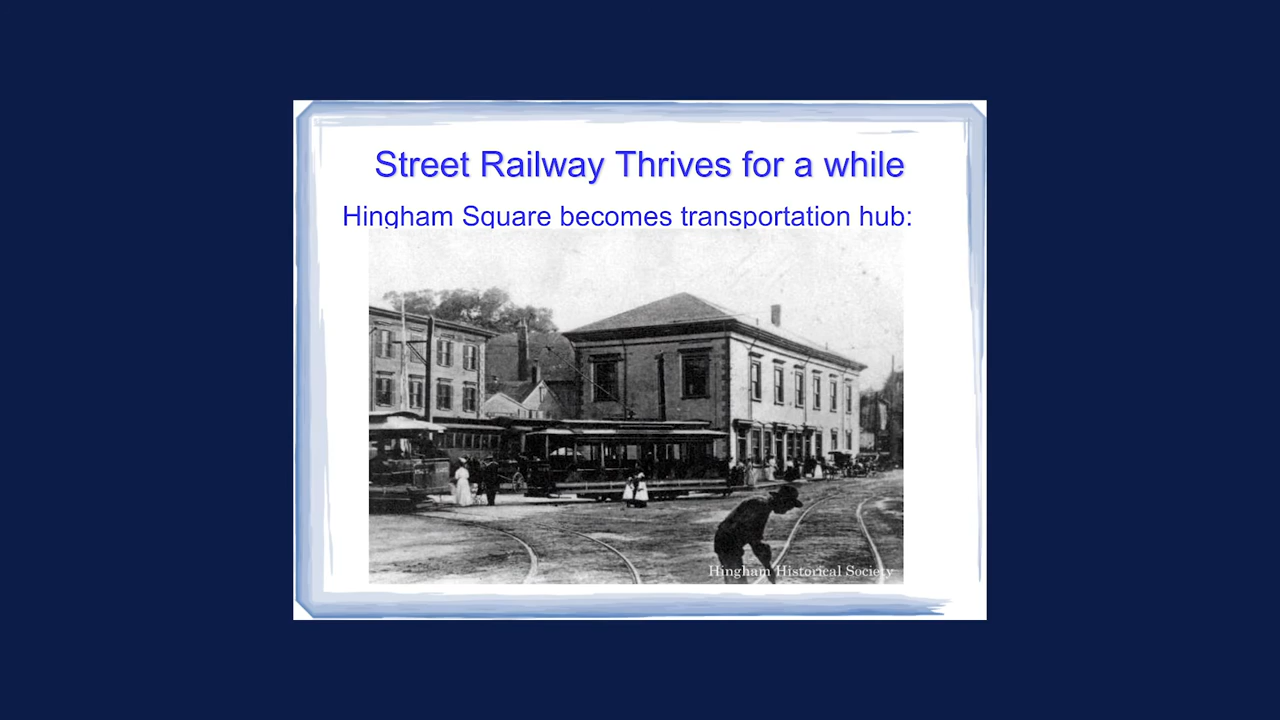 Street Railway Thrives for a while
Hingham Square becomes transportation hub:
Hingham Historical Society